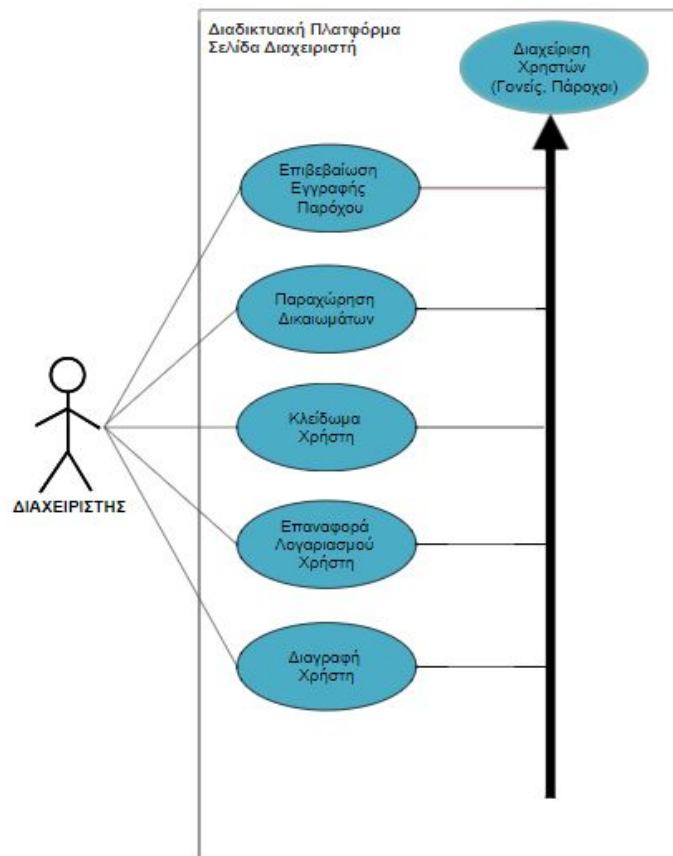 Διαδικτυακή Πλατφόρμα
Σελίδα Διαχειριστή
Διαχείριση
Χρηστών
(Γονείς, Πάροχοι)
Επιβεβαίωση
Εγγραφής
Παρόχου
Παραχώρηση
Δικαιωμάτων
Κλείδωμα
Χρήστη
ΔΙΑΧΕΙΡΙΣΤΗΣ
Επαναφορά
Λογαριασμού
Χρήστη
Διαγραφή
Χρήστη